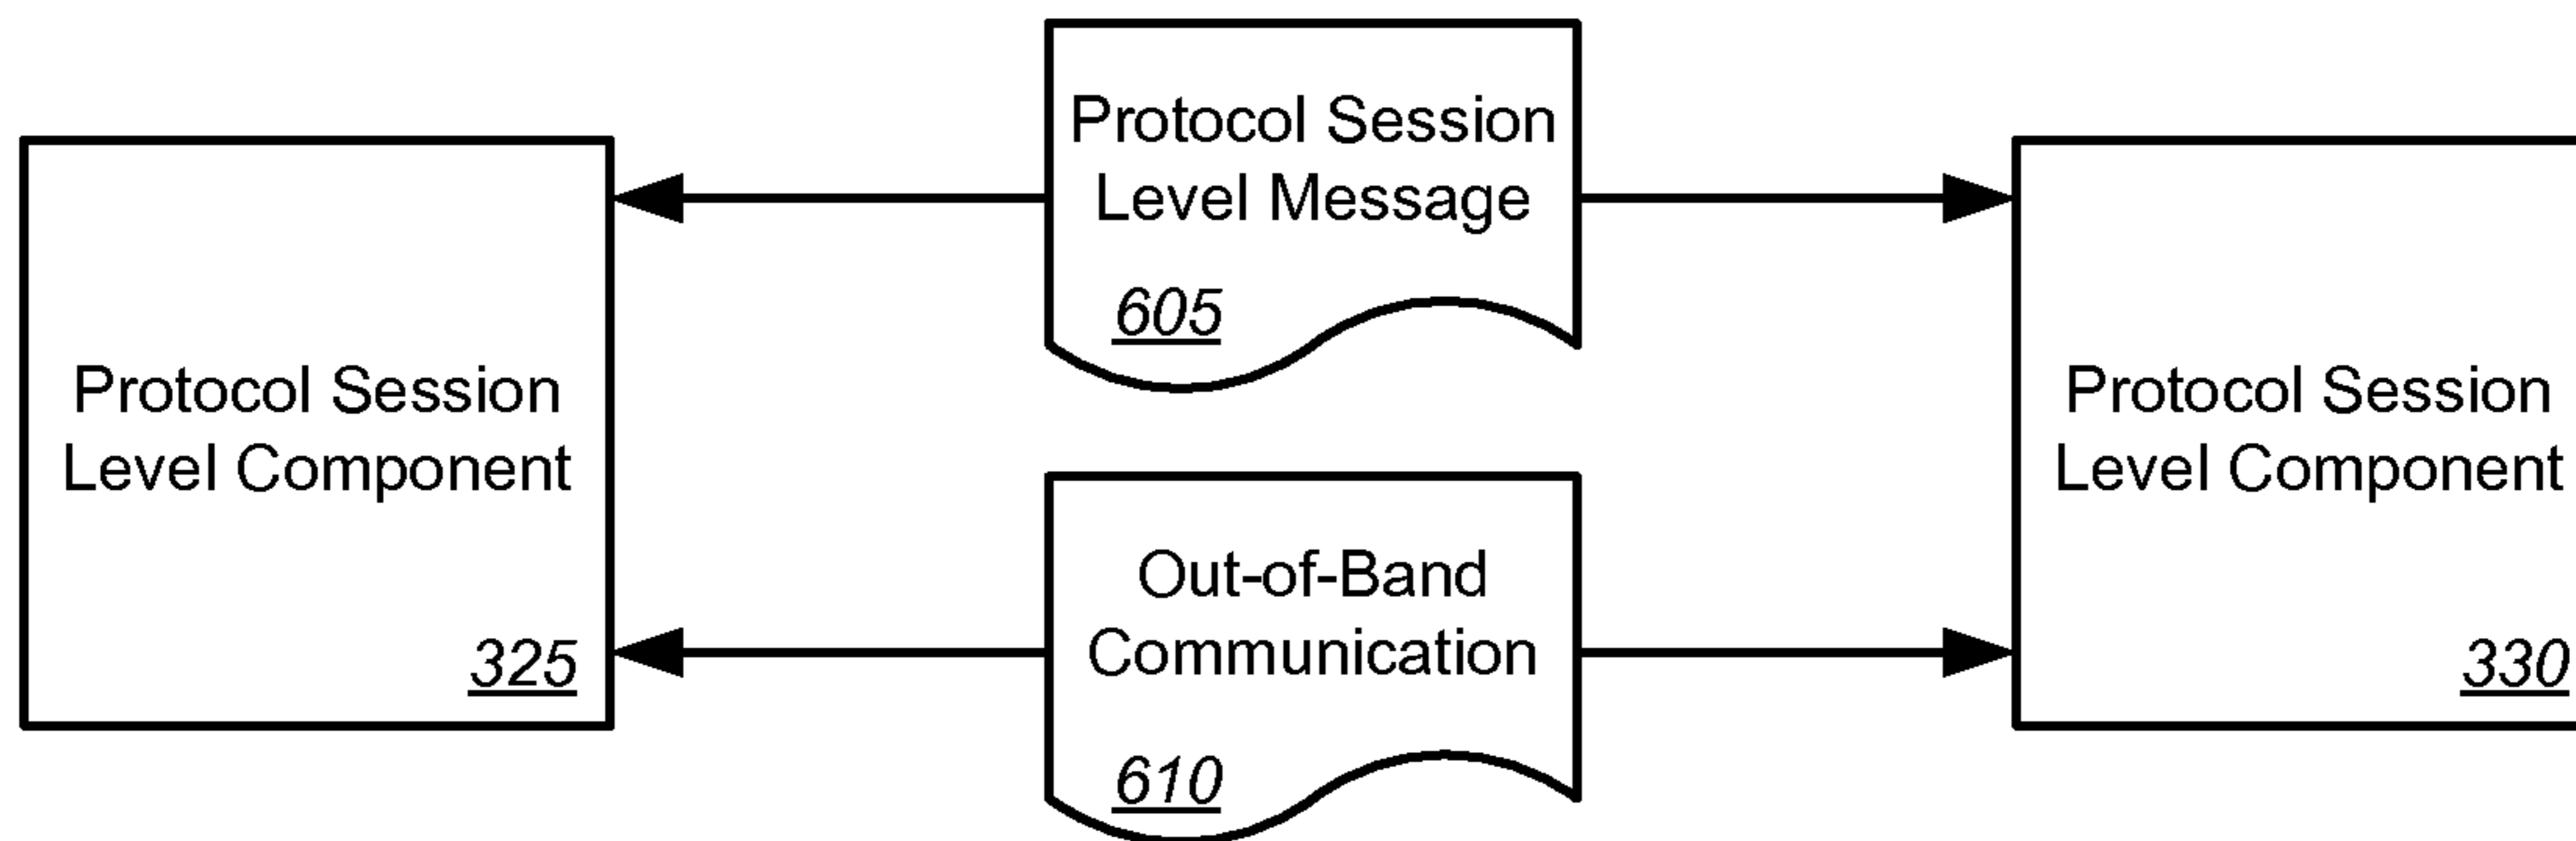 Protocol Session
Level Message
605
Protocol Session
Level Component
325
Protocol Session
Level Component
330
Out-of-Band
Communication
610